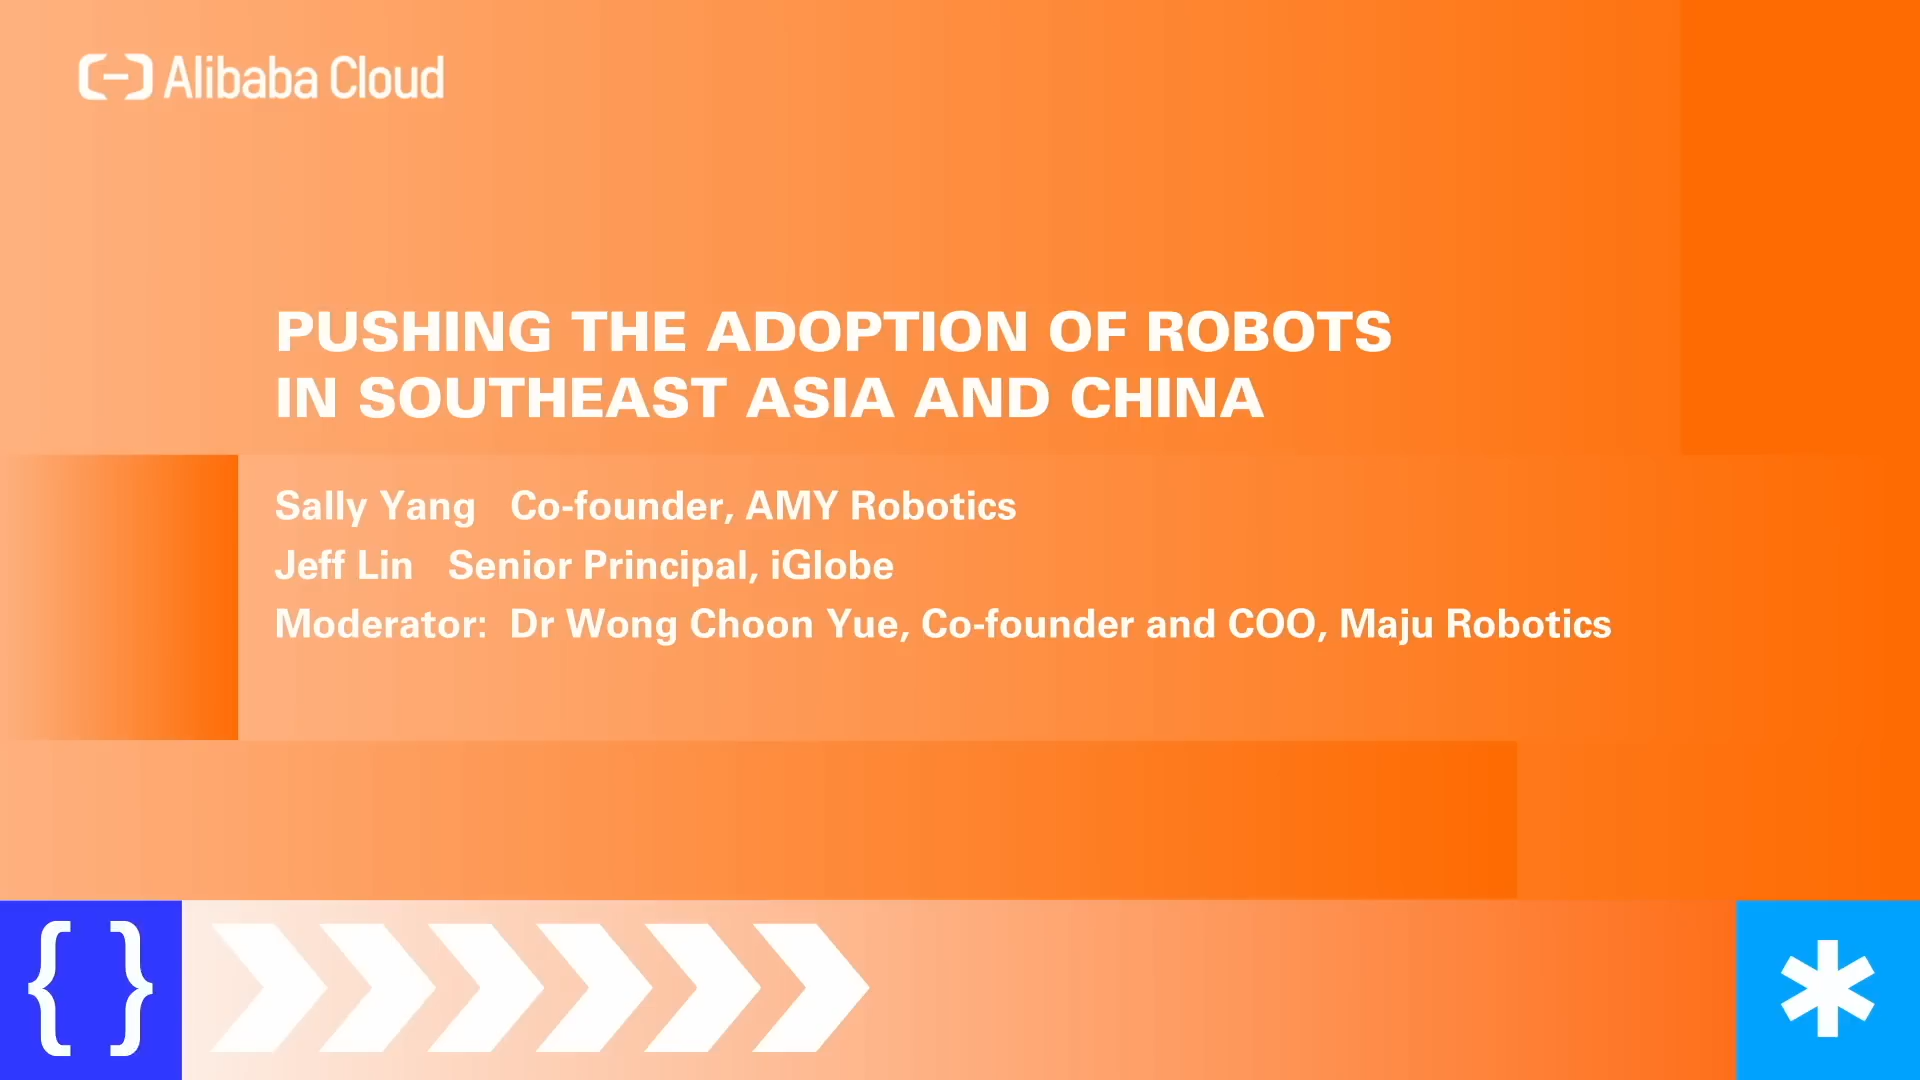 Alibaba Cloud
PUSHING THE ADOPTION OF ROBOTS
IN SOUTHEAST ASIA AND CHINA
Sally Yang Co-founder, AMY Robotics
Jeff Lin Senior Principal, iGlobe
Moderator: Dr Wong Choon Yue, Co-founder and COO, Maju Robotics
{ }
*